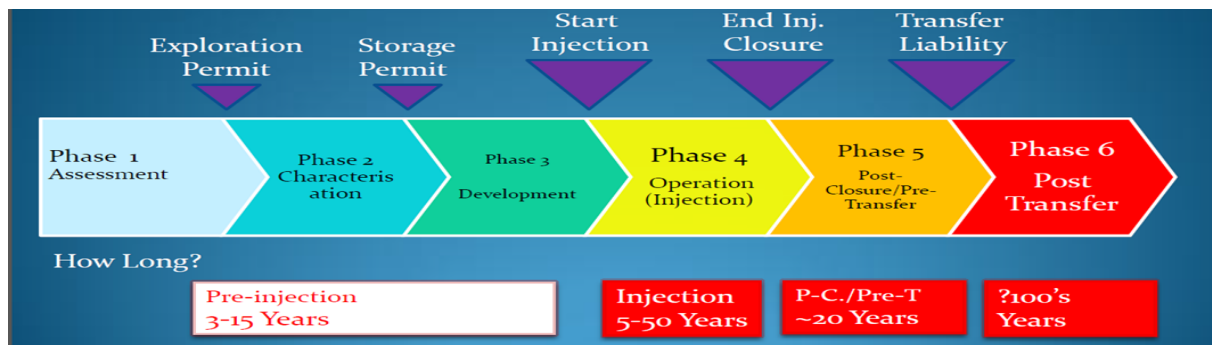 Exploration
Permit
Storage
Permit
Start
Injection
End Inj.
Closure
Transfer
Liability
Phase 1
Assessment
Phase 2
Characteris
ation
Phase 3
Development
Phase 4
Operation
(Injection)
Phase 5
Post-
Closure/Pre-
Transfer
Phase 6
Post
Transfer
How Long?
Pre-injection
3-15 Years
Injection
5-50 Years
P-C./Pre-T
~20 Years
?100's
Years